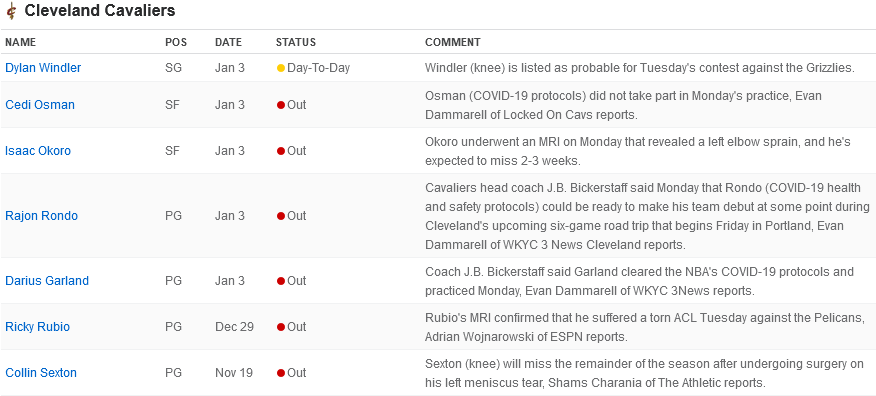 Cleveland Cavaliers
NAME POS DATE STATUS COMMENT
Dylan Windler SG Jan 3 Day-To-Day Windler (knee) is listed as probable for Tuesday's contest against the Grizzlies.
Cedi Osman SF Jan 3 Out Osman (COVID-19 protocols) did not take part in Monday's practice, Evan
Dammarell of Locked On Cavs reports.
Isaac Okoro SF Jan 3 Out Okoro underwent an MRI on Monday that revealed a left elbow sprain, and he's
expected to miss 2-3 weeks.
Rajon Rondo PG Jan 3 Out Cavaliers head coach J.B. Bickerstaff said Monday that Rondo (COVID-19 health
and safety protocols) could be ready to make his team debut at some point during
Cleveland's upcoming six-game road trip that begins Friday in Portland, Evan
Dammarell of WKYC 3 News Cleveland reports.
Darius Garland PG Jan 3 Out Coach J.B. Bickerstaff said Garland cleared the NBA's COVID-19 protocols and
practiced Monday, Evan Dammarell of WKYC 3News reports.
Ricky Rubio PG Dec 29 Out Rubio's MRI confirmed that he suffered a torn ACL Tuesday against the Pelicans,
Adrian Wojnarowski of ESPN reports.
Collin Sexton PG Nov 19 Out Sexton (knee) will miss the remainder of the season after undergoing surgery on
his left meniscus tear, Shams Charania of The Athletic reports.